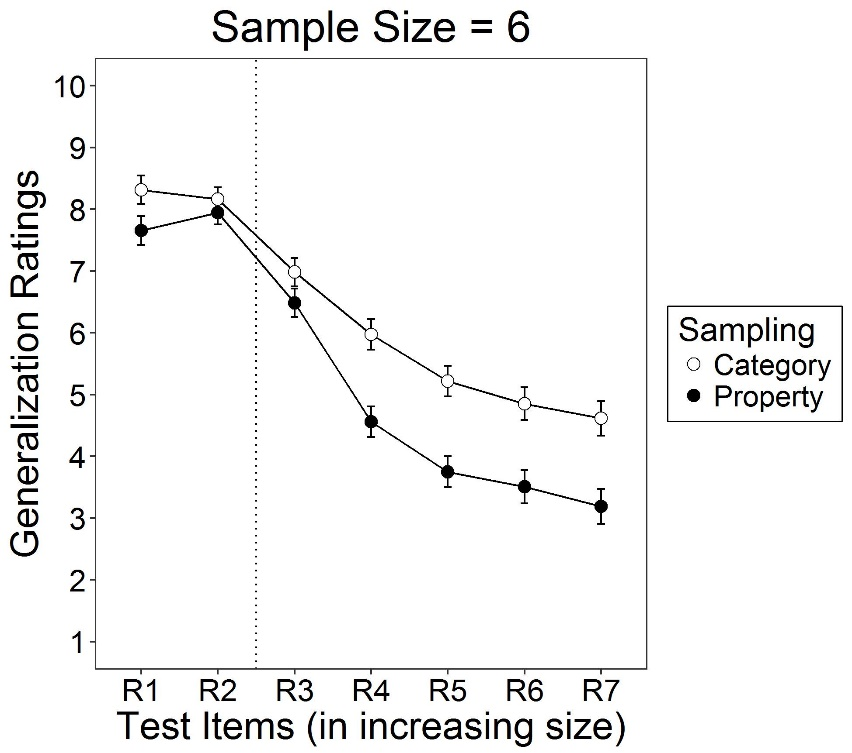 Sample Size = 6
Generalization Ratings
10
9
8
7
6
5
4
3
2
1
R1 R2 R3 R4 R5 R6 R7
Test Items (in increasing size)
Sampling
Category
Property